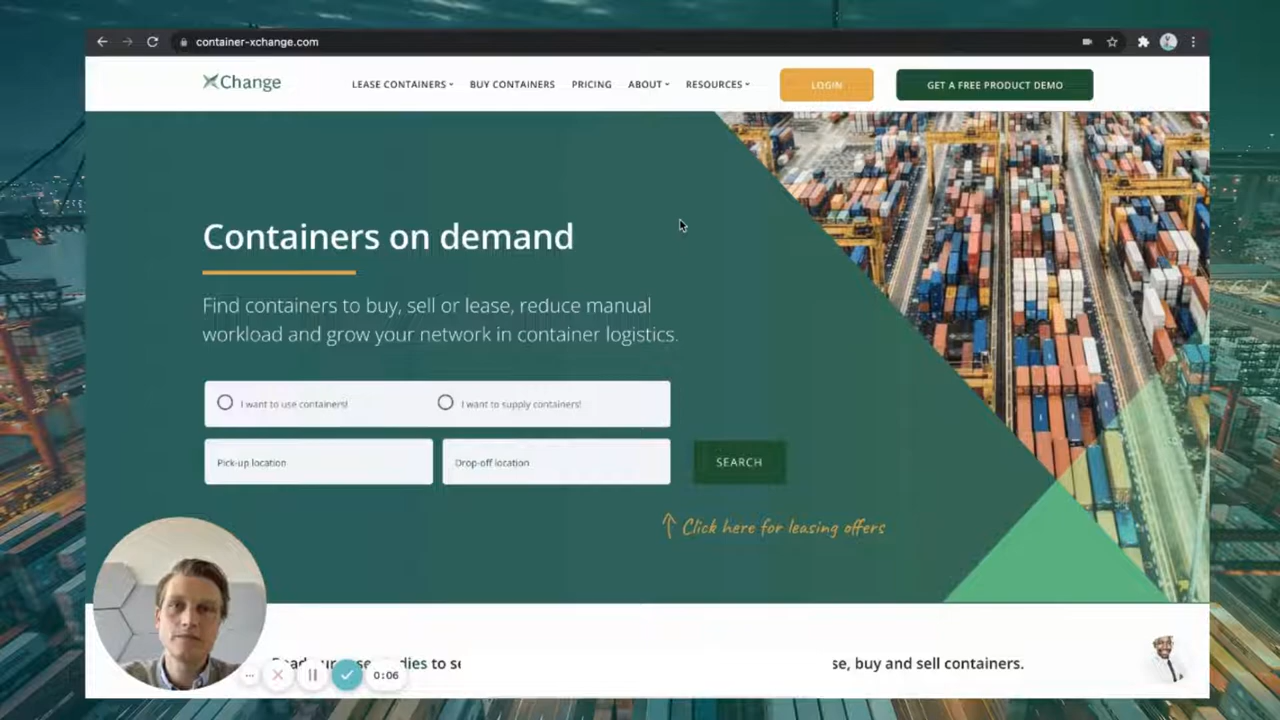 container-xchange.com
XChange
LEASE CONTAINERS
BUY CONTAINERS
PRICING
ABOUT
RESOURCES
LOGIN
GET A FREE PRODUCT DEMO
Containers on demand
Find containers to buy, sell or lease, reduce manual
workload and grow your network in container logistics.
I want to use containers!
I want to supply containers!
Pick-up location
Drop-off location
SEARCH
Click here for leasing offers
to
se, buy and sell containers.
0:06